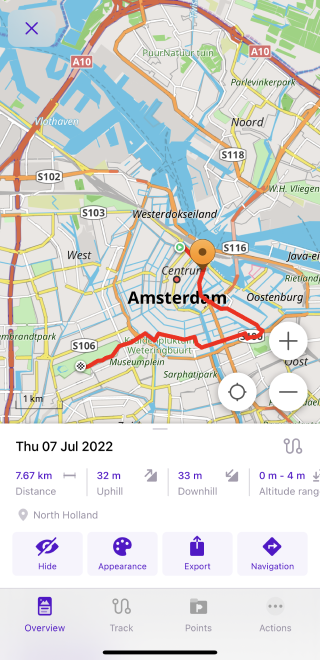 A10
A10
PuurNatuur tuin
Parlevinkerpark
Vlothaven
Noord
S118
S102
W.H. Vliegen
S103
Westerdokseiland
West
S116
Java-ei
Centrum
Rietland
Amsterdam
Oostenburg
S100
S106
Weteringbuurt
Museumplein
Oost
Sarphatipark
1 km
Thu 07 Jul 2022
7.67 km
32 m
33 m
0 m - 4 m
Distance
Uphill
Downhill
Altitude range
North Holland
Hide
Appearance
Export
Navigation
Overview
Track
Points
Actions